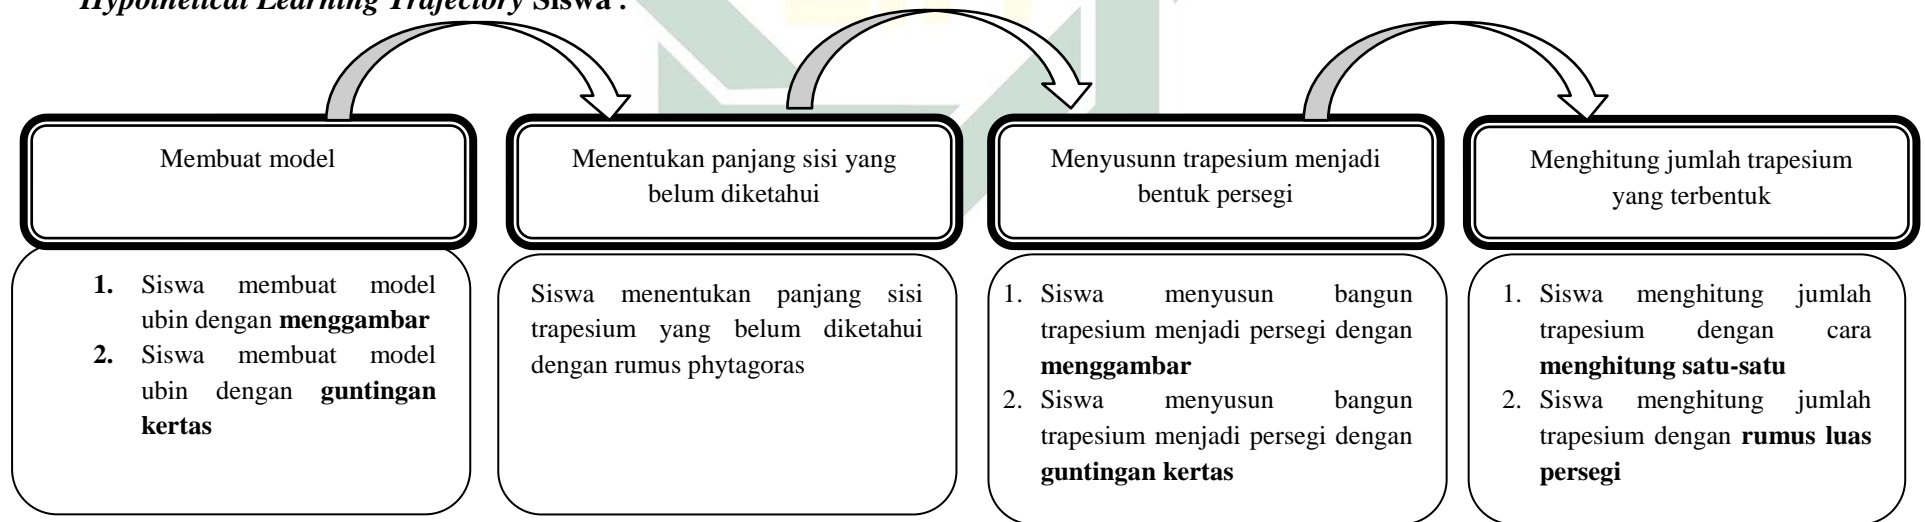 Hypothetical Learning Trajectory Siswa :
Membuat model
Menentukan panjang sisi yang
belum diketahui
Menyusunn trapesium menjadi
bentuk persegi
Menghitung jumlah trapesium
yang terbentuk
1. Siswa membuat model
ubin dengan menggambar
2. Siswa membuat model
ubin dengan guntingan
kertas
Siswa menentukan panjang sisi
trapesium yang belum diketahui
dengan rumus phytagoras
1. Siswa menyusun bangun
trapesium menjadi persegi dengan
menggambar
2. Siswa menyusun bangun
trapesium menjadi persegi dengan
guntingan kertas
1. Siswa menghitung jumlah
trapesium dengan cara
menghitung satu-satu
2. Siswa menghitung jumlah
trapesium dengan rumus luas
persegi